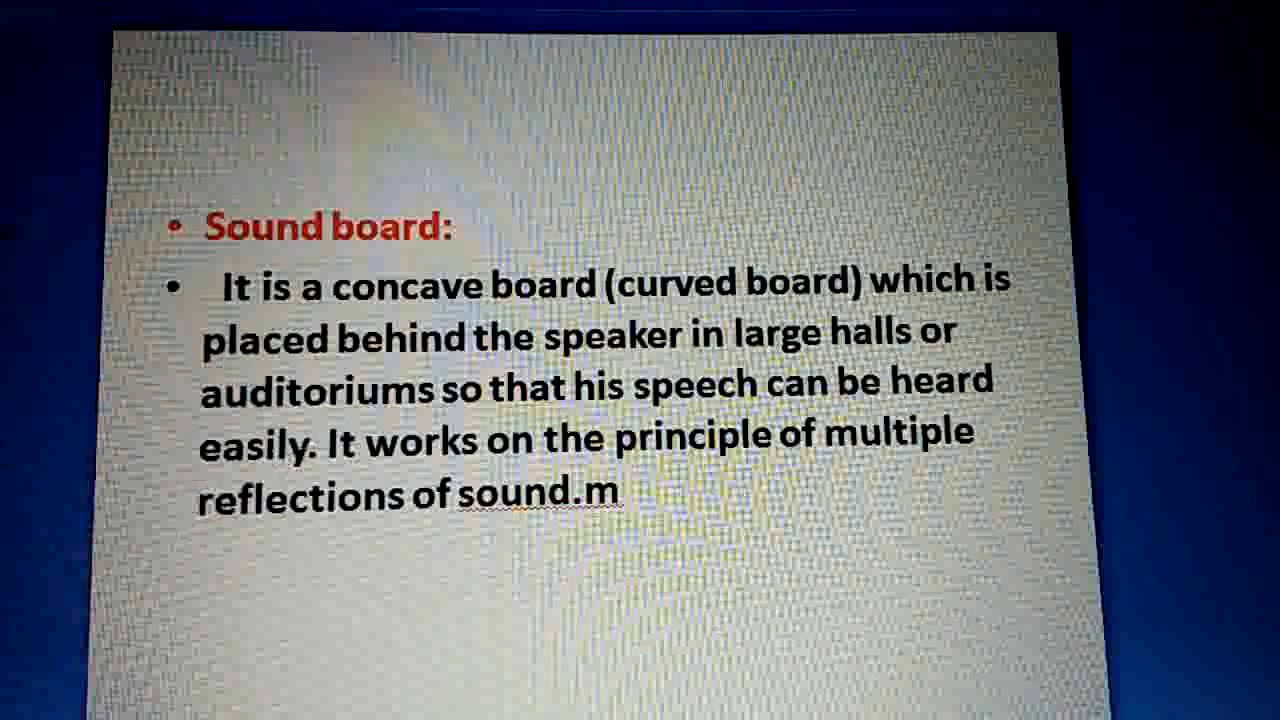 • Sound board:
• It is a concave board (curved board) which is
placed behind the speaker in large halls or
auditoriums so that his speech can be heard
easily. It works on the principle of multiple
reflections of sound.m